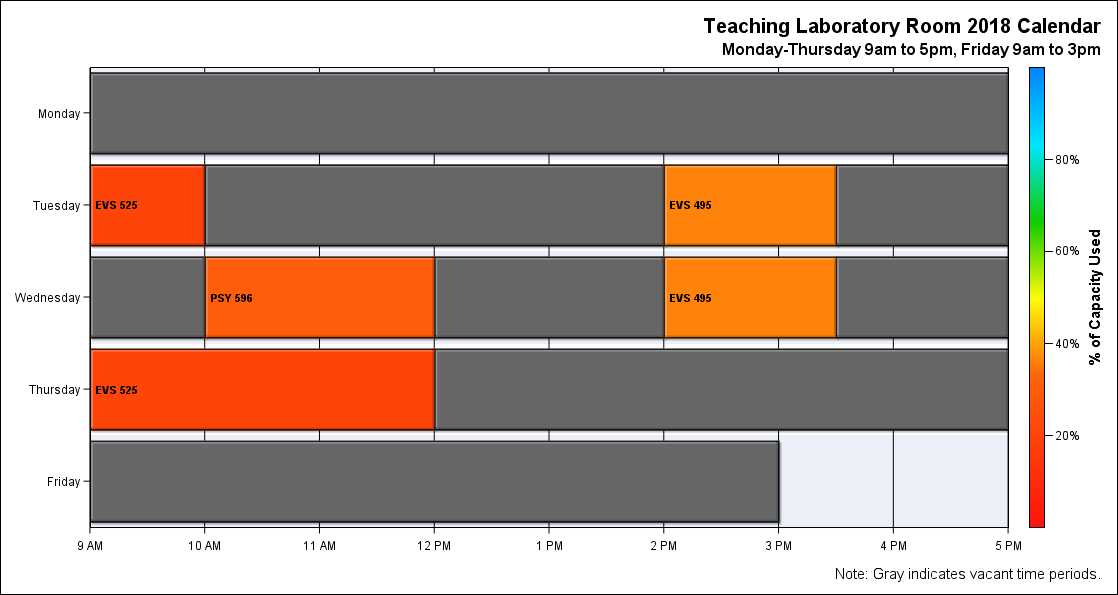 Teaching Laboratory Room 2018 Calendar
Monday-Thursday 9am to 5pm, Friday 9am to 3pm
Monday
Tuesday
EVS 525
EVS 495
Wednesday
PSY 596
EVS 495
Thursday
EVS 525
Friday
9 AM 10 AM 11 AM 12 PM 1 PM 2 PM 3 PM 4 PM 5 PM
80%
60%
40%
20%
% of Capacity Used
Note: Gray indicates vacant time periods.